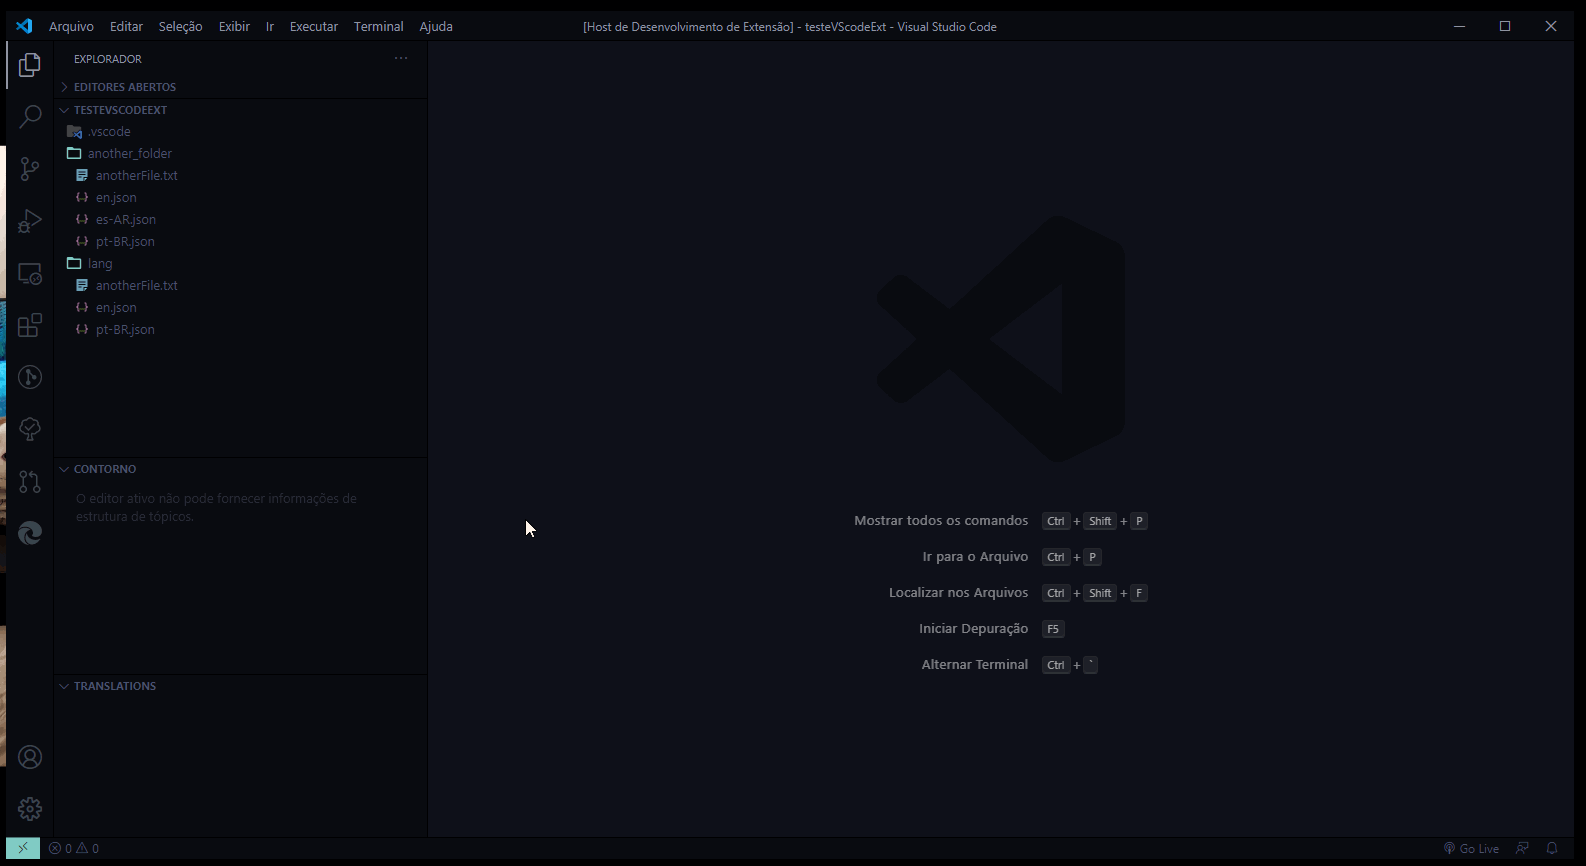 Arquivo Editar Seleção Exibir Ir Executar Terminal Ajuda
[Host de Desenvolvimento de Extensão] - testeVScodeExt - Visual Studio Code
EXPLORADOR
EDITORES ABERTOS
TESTEVSCODEEXT
.vscode
another_folder
anotherFile.txt
en.json
es-AR.json
pt-BR.json
lang
anotherFile.txt
en.json
pt-BR.json
CONTORNO
O editor ativo não pode fornecer informações de
estrutura de tópicos.
TRANSLATIONS
Mostrar todos os comandos Ctrl + Shift + P
Ir para o Arquivo Ctrl + P
Localizar nos Arquivos Ctrl + Shift + F
Iniciar Depuração F5
Alternar Terminal Ctrl + `
0 0
Go Live